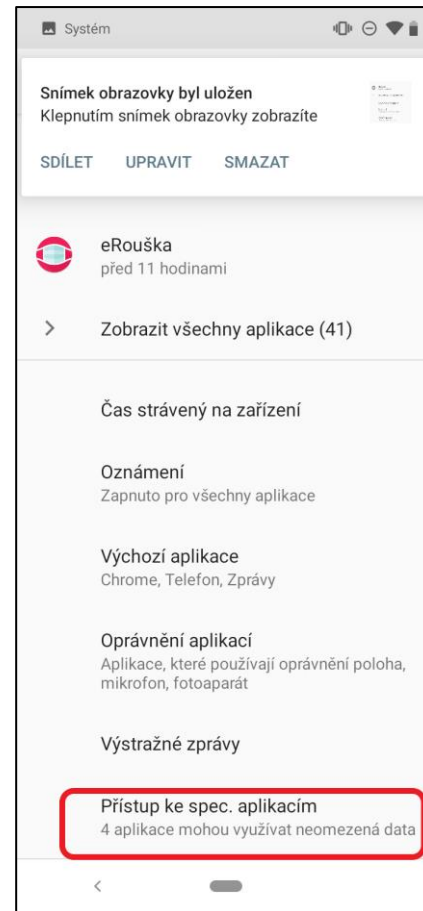 Systém
Snímek obrazovky byl uložen
Klepnutím snímek obrazovky zobrazíte
SDÍLET UPRAVIT SMAZAT
eRouška
před 11 hodinami
Zobrazit všechny aplikace (41)
Čas strávený na zařízení
Oznámení
Zapnuto pro všechny aplikace
Výchozí aplikace
Chrome, Telefon, Zprávy
Oprávnění aplikací
Aplikace, které používají oprávnění poloha,
mikrofon, fotoaparát
Výstražné zprávy
Přístup ke spec. aplikacím
4 aplikace mohou využívat neomezená data